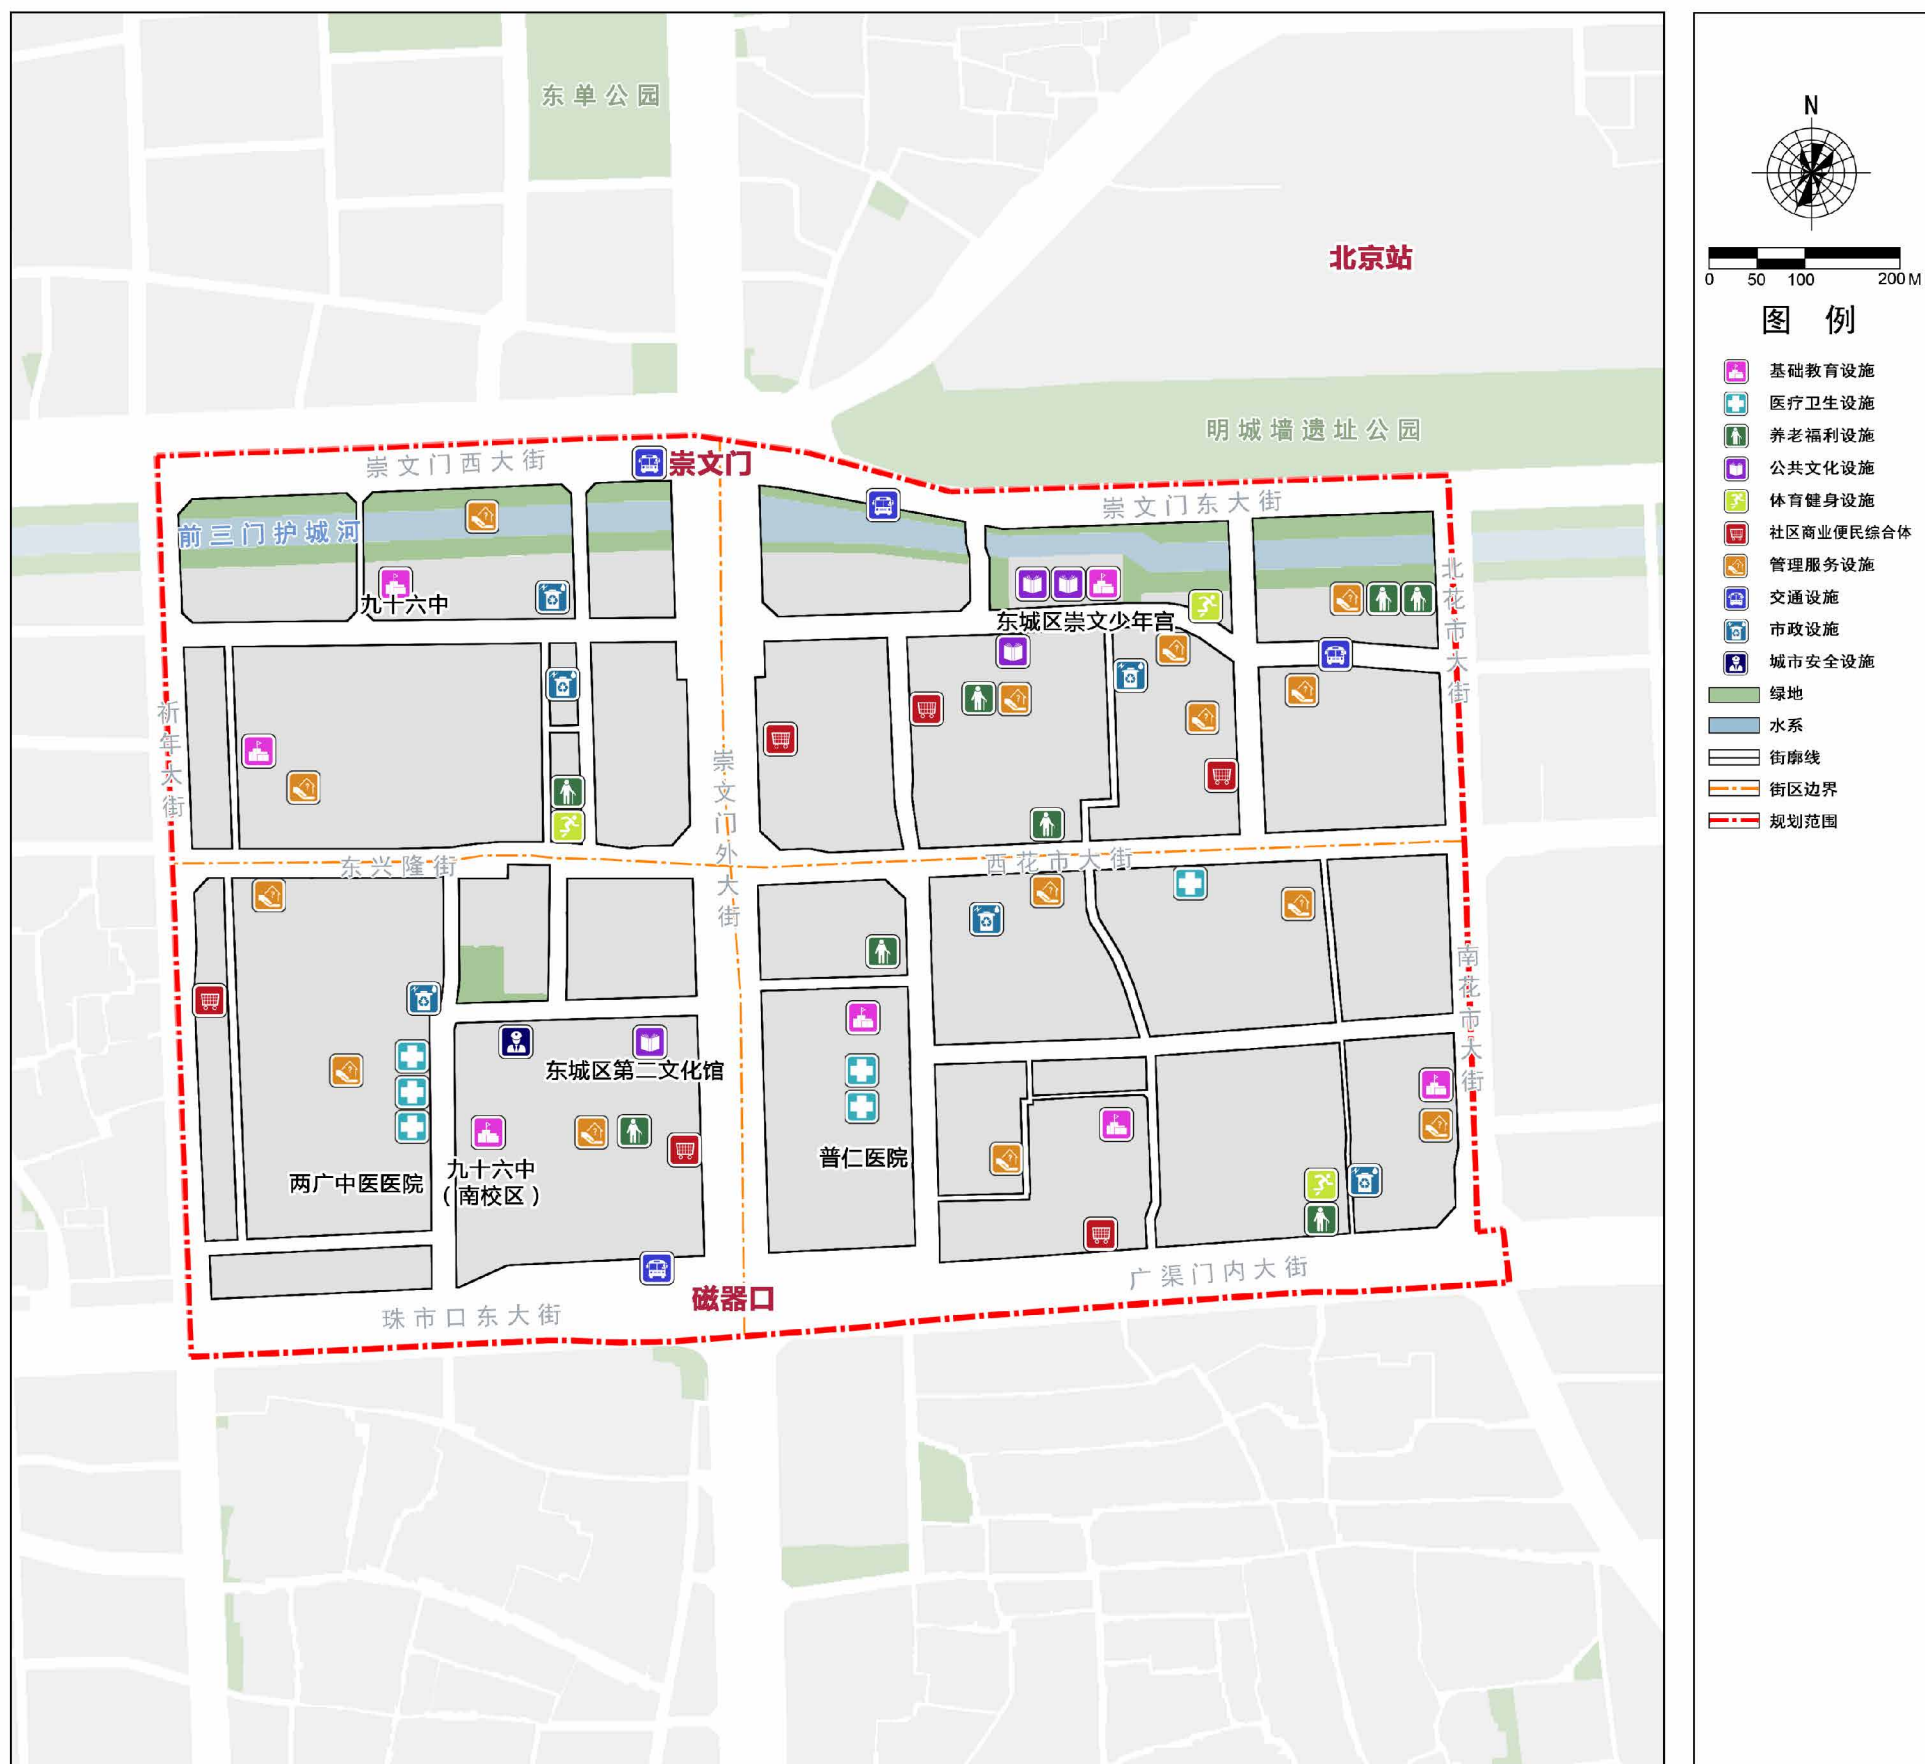 东单公园
北京站
明城墙遗址公园
崇文门西大街
崇文门
崇文门东大街
前三门护城河
九十六中
东城区崇文少年宫
北花市大街
祈年大街
崇文门外大街
东兴隆街
西花市大街
南花市大街
东城区第二文化馆
普仁医院
两广中医医院
九十六中
（南校区）
广渠门内大街
磁器口
珠市口东大街
N
0 50 100 200 M
图 例
基础教育设施
医疗卫生设施
养老福利设施
公共文化设施
体育健身设施
社区商业便民综合体
管理服务设施
交通设施
市政设施
城市安全设施
绿地
水系
街廓线
街区边界
规划范围